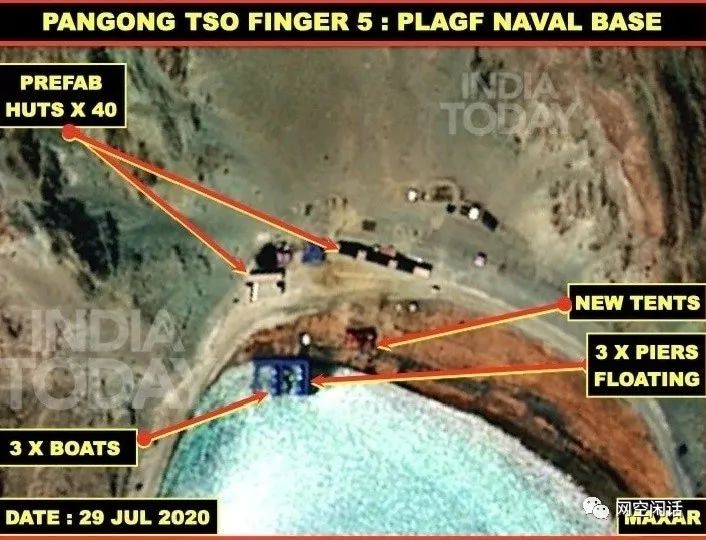 PANGONG TSO FINGER 5 : PLAGF NAVAL BASE
PREFAB
HUTS X 40
INDIA
TODAY
NEW TENTS
INDIA
TODAY
3 X PIERS
FLOATING
3 X BOATS
网空闲话
DATE : 29 JUL 2020
MAXAR